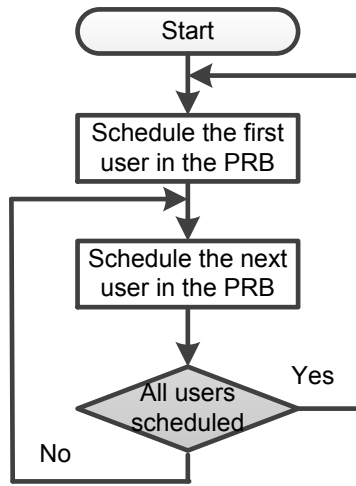 Start
Schedule the first
user in the PRB
Schedule the next
user in the PRB
All users
scheduled
Yes
No